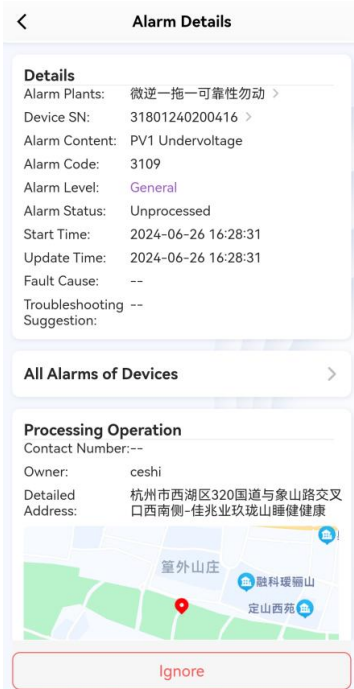 Alarm Details
Details
Alarm Plants: 微逆一拖一可靠性勿动
Device SN: 31801240200416
Alarm Content: PV1 Undervoltage
Alarm Code: 3109
Alarm Level: General
Alarm Status: Unprocessed
Start Time: 2024-06-26 16:28:31
Update Time: 2024-06-26 16:28:31
Fault Cause: --
Troubleshooting --
Suggestion:
All Alarms of Devices
Processing Operation
Contact Number:--
Owner: ceshi
Detailed 杭州市西湖区320国道与象山路交叉
Address: 口西南侧-佳兆业玖珑山睡健健康
篁外山庄
融科瑷骊山
定山西苑
Ignore